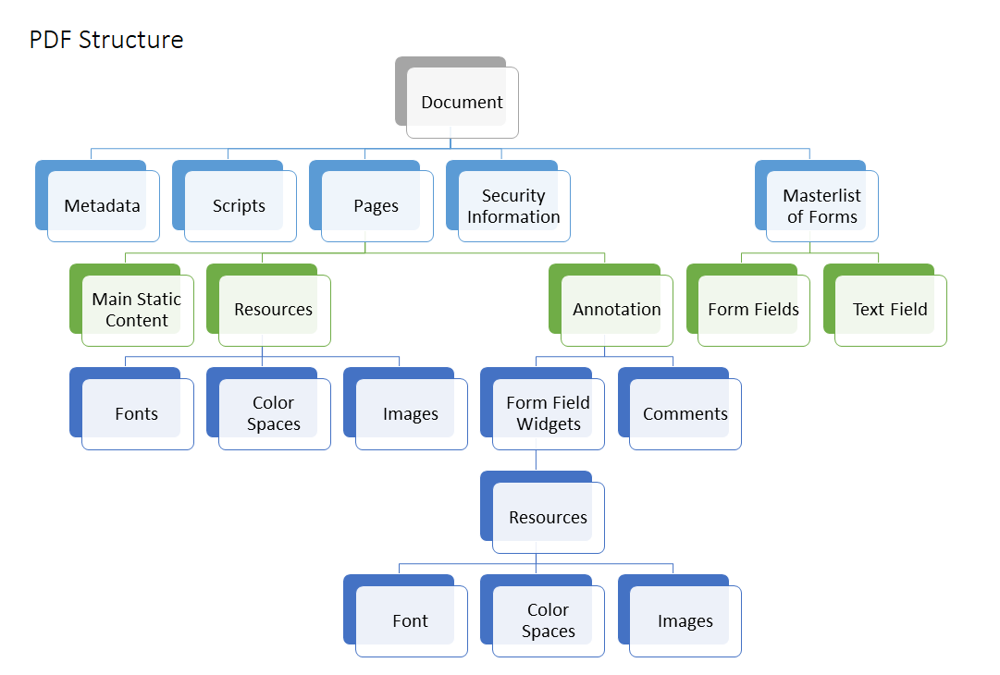 PDF Structure
Document
Metadata
Scripts
Pages
Security
Information
Masterlist
of Forms
Main Static
Content
Resources
Annotation
Form Fields
Text Field
Fonts
Color
Spaces
Images
Form Field
Widgets
Comments
Resources
Font
Color
Spaces
Images